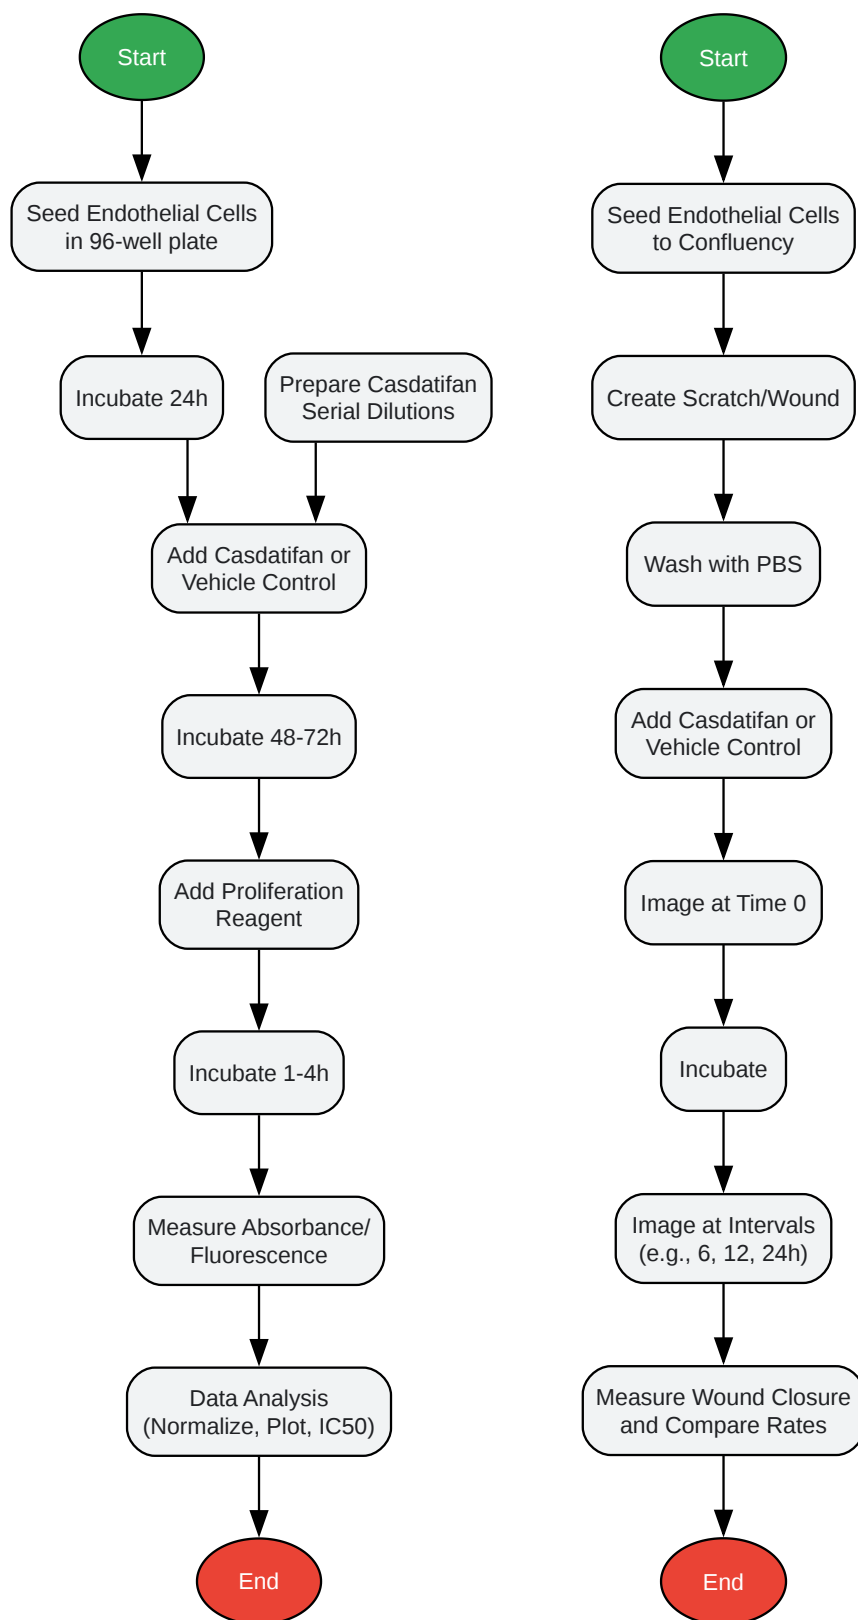 Start
Seed Endothelial Cells
in 96-well plate
Incubate 24h
Prepare Casdatifan
Serial Dilutions
Add Casdatifan or
Vehicle Control
Incubate 48-72h
Add Proliferation
Reagent
Incubate 1-4h
Measure Absorbance/
Fluorescence
Data Analysis
(Normalize, Plot, IC50)
End
Start
Seed Endothelial Cells
to Confluency
Create Scratch/Wound
Wash with PBS
Add Casdatifan or
Vehicle Control
Image at Time 0
Incubate
Image at Intervals
(e.g., 6, 12, 24h)
Measure Wound Closure
and Compare Rates
End